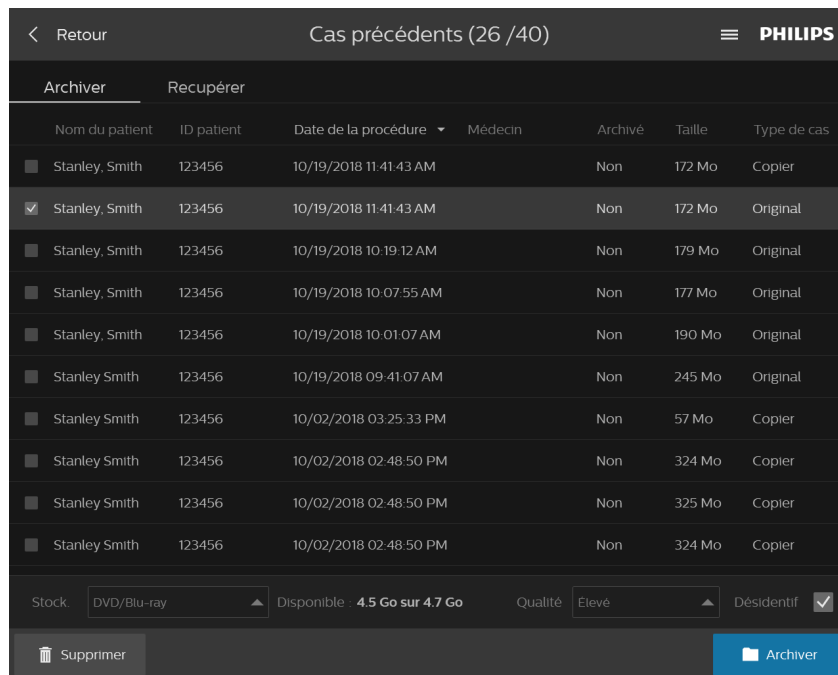 Retour Cas précédents (26 /40) PHILIPS
Archiver Recupérer
Nom du patient ID patient Date de la procédure Médecin Archivé Taille Type de cas
Stanley, Smith 123456 10/19/2018 11:41:43 AM Non 172 Mo Copier
Stanley, Smith 123456 10/19/2018 11:41:43 AM Non 172 Mo Original
Stanley, Smith 123456 10/19/2018 10:19:12 AM Non 179 Mo Original
Stanley, Smith 123456 10/19/2018 10:07:55 AM Non 177 Mo Original
Stanley, Smith 123456 10/19/2018 10:01:07 AM Non 190 Mo Original
Stanley Smith 123456 10/19/2018 09:41:07 AM Non 245 Mo Original
Stanley Smith 123456 10/02/2018 03:25:33 PM Non 57 Mo Copier
Stanley Smith 123456 10/02/2018 02:48:50 PM Non 324 Mo Copier
Stanley Smith 123456 10/02/2018 02:48:50 PM Non 325 Mo Copier
Stanley Smith 123456 10/02/2018 02:48:50 PM Non 324 Mo Copier
Stock. DVD/Blu-ray Disponible : 4.5 Go sur 4.7 Go Qualité Élevé Désidentif
Supprimer Archiver